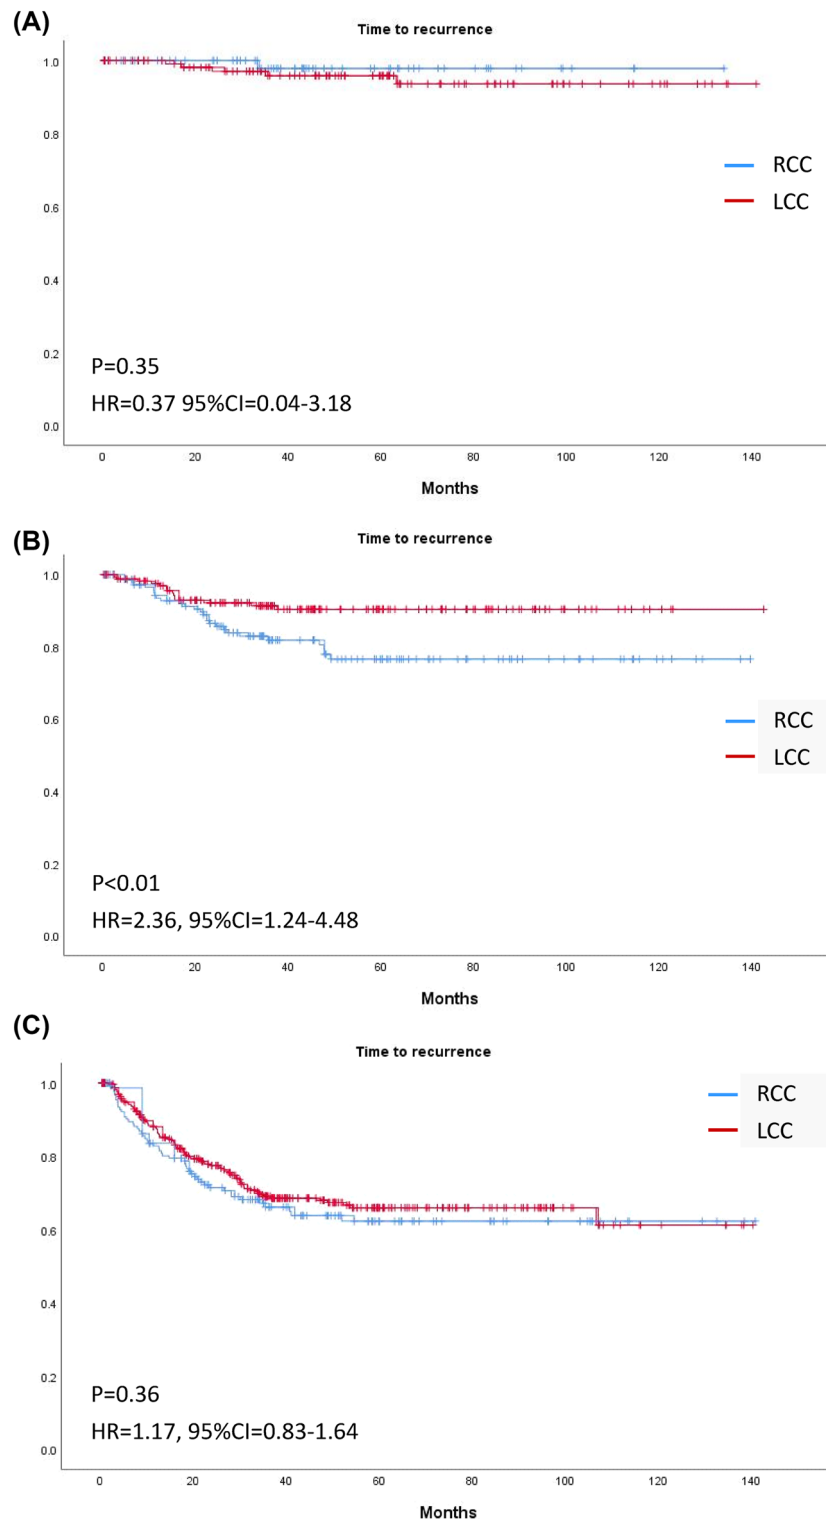 (A)
Time to recurrence
1.0
0.8
0.6
0.4
0.2
0.0
RCC
LCC
P=0.35
HR=0.37 95%CI=0.04-3.18
0 20 40 60 80 100 120 140
Months
(B)
Time to recurrence
1.0
0.8
0.6
0.4
0.2
0.0
RCC
LCC
P<0.01
HR=2.36, 95%CI=1.24-4.48
0 20 40 60 80 100 120 140
Months
(C)
Time to recurrence
1.0
0.8
0.6
0.4
0.2
0.0
RCC
LCC
P=0.36
HR=1.17, 95%CI=0.83-1.64
0 20 40 60 80 100 120 140
Months